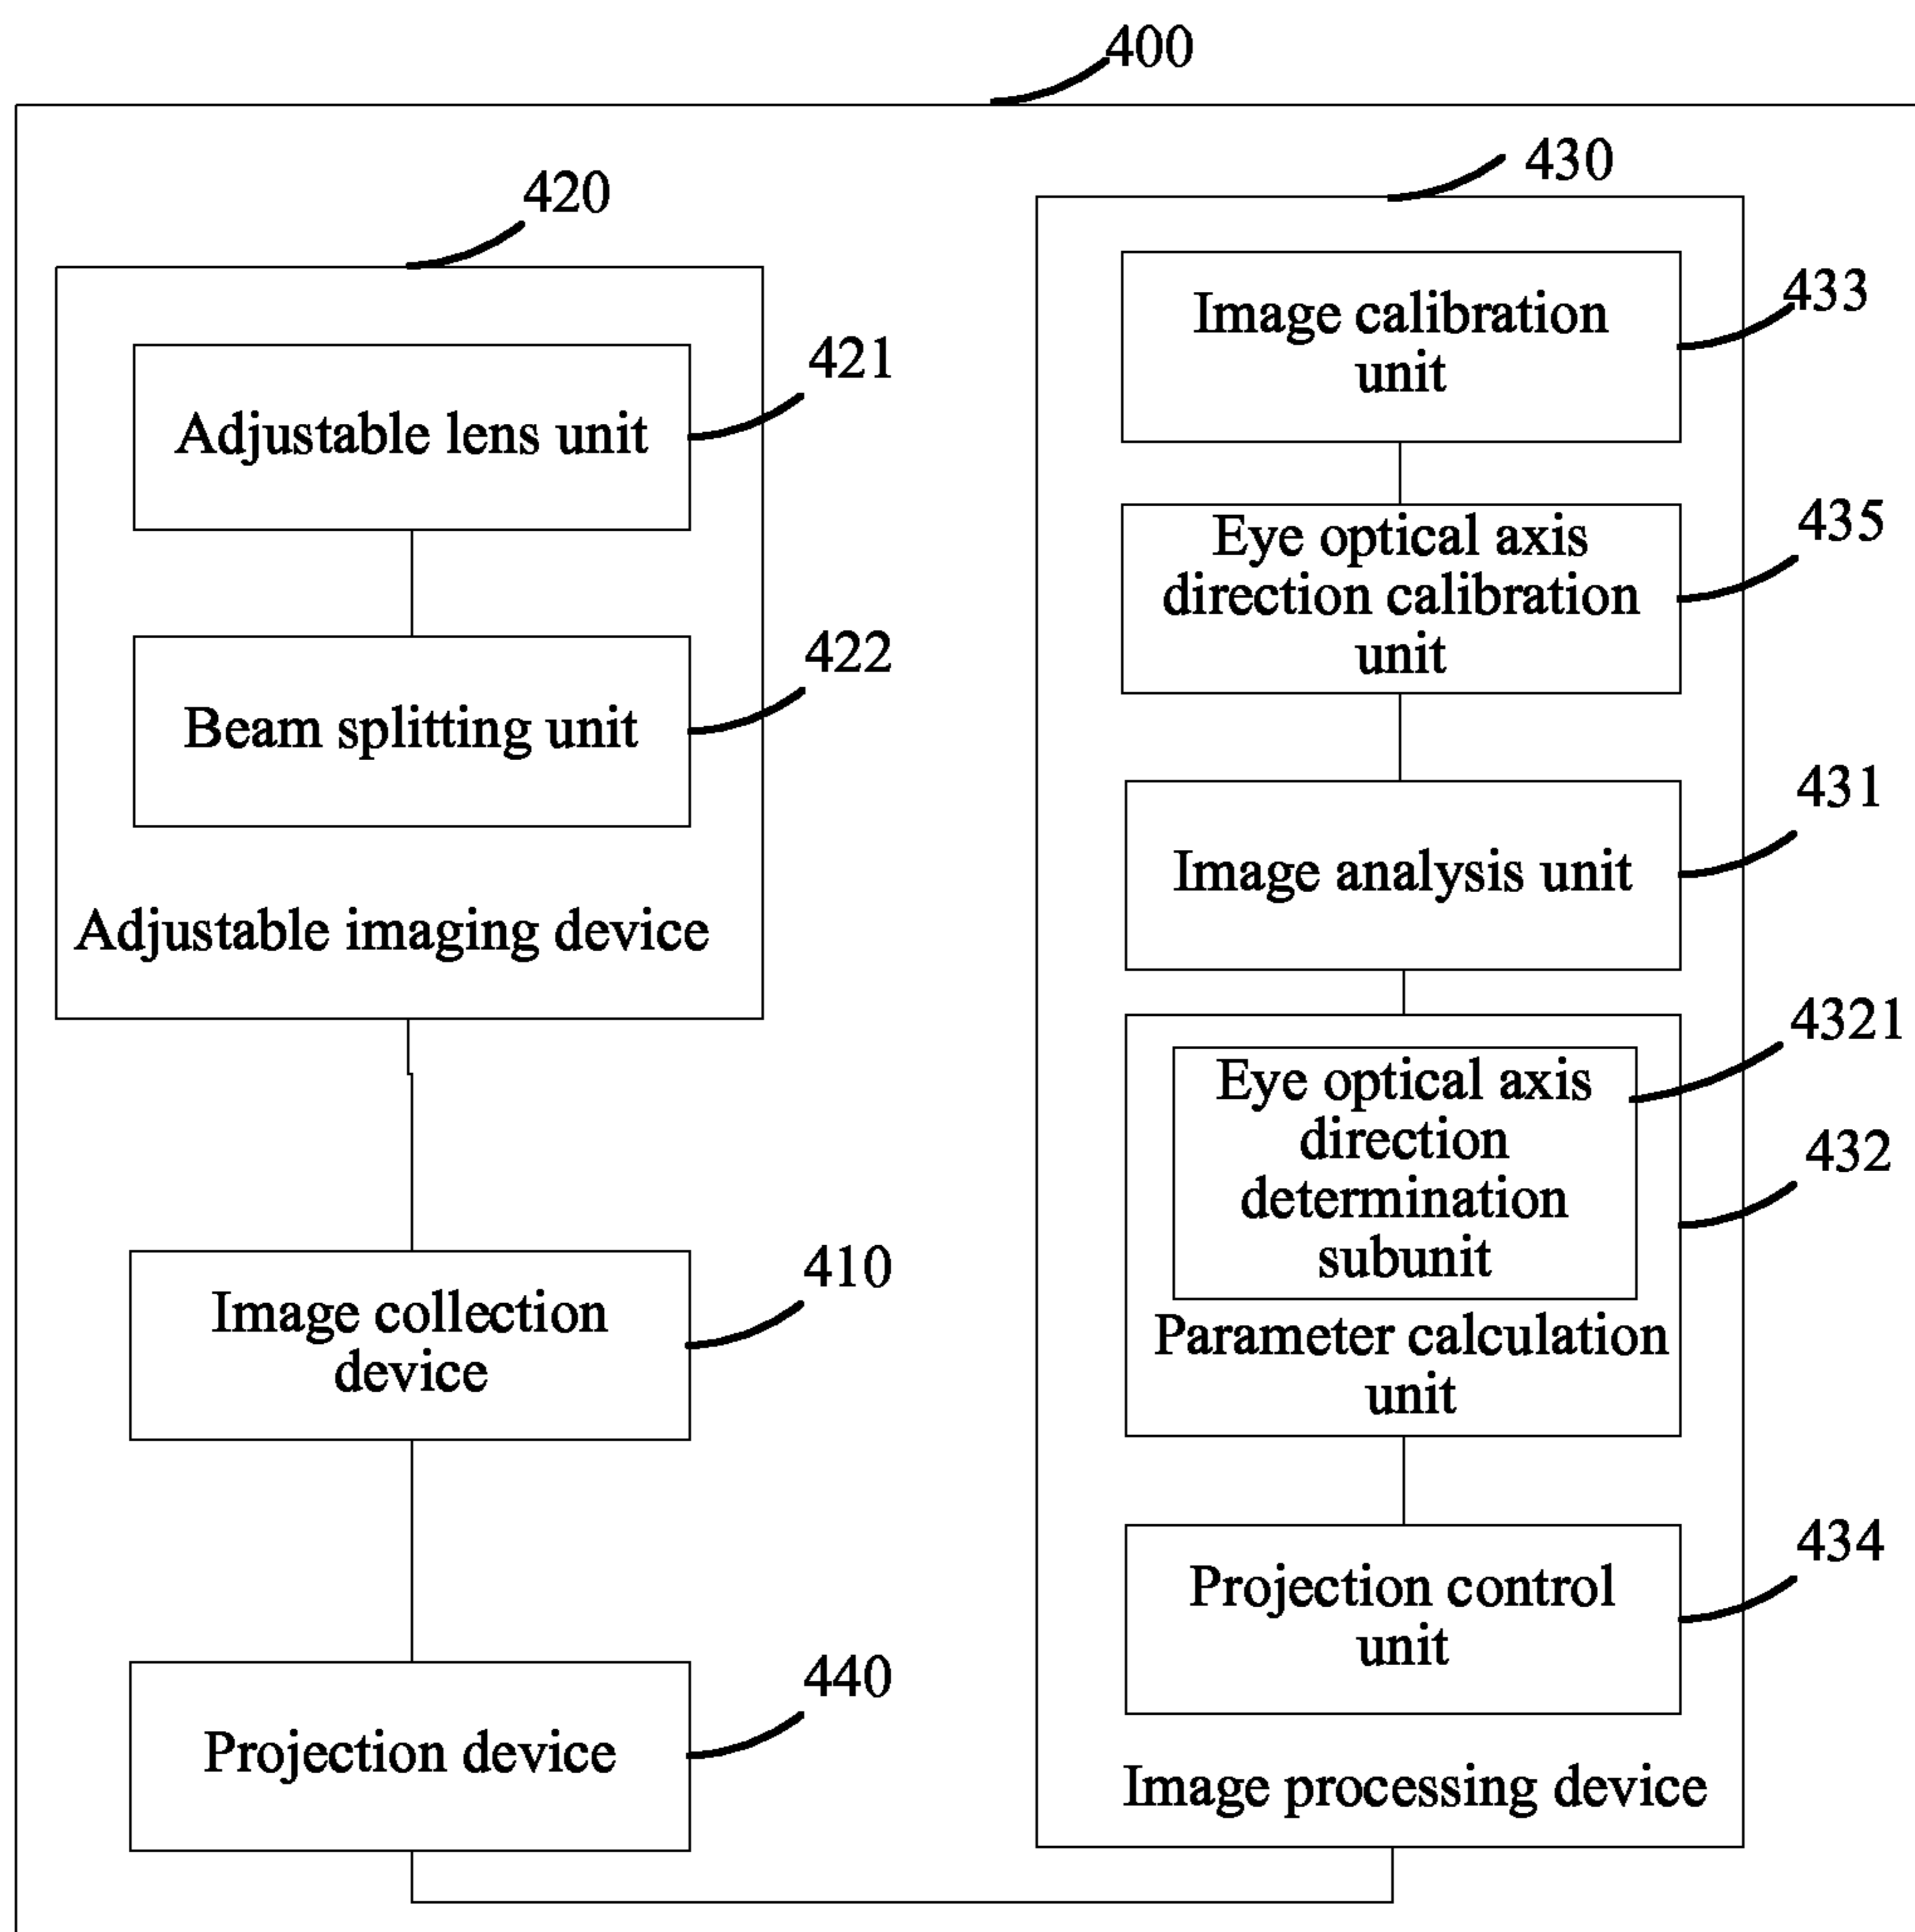 400
420
421
Adjustable lens unit
422
Beam splitting unit
Adjustable imaging device
410
Image collection
device
440
Projection device
430
433
Image calibration
unit
435
Eye optical axis
direction calibration
unit
431
Image analysis unit
4321
Eye optical axis
direction
determination
subunit
432
Parameter calculation
unit
434
Projection control
unit
Image processing device